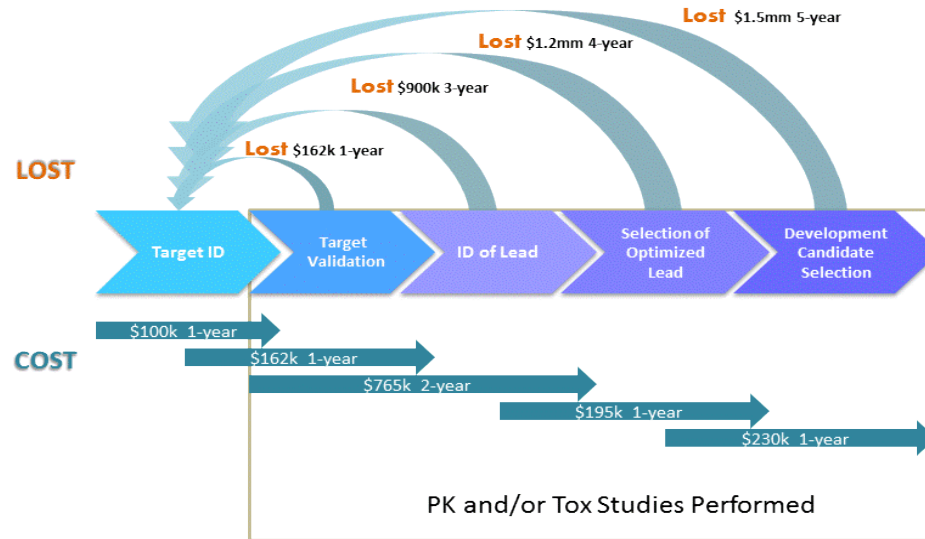 Lost $1.5mm 5-year
Lost $1.2mm 4-year
Lost $900k 3-year
Lost $162k 1-year
LOST
Target ID
Target
Validation
ID of Lead
Selection of
Optimized
Lead
Development
Candidate
Selection
$100k 1-year
COST
$162k 1-year
$765k 2-year
$195k 1-year
$230k 1-year
PK and/or Tox Studies Performed